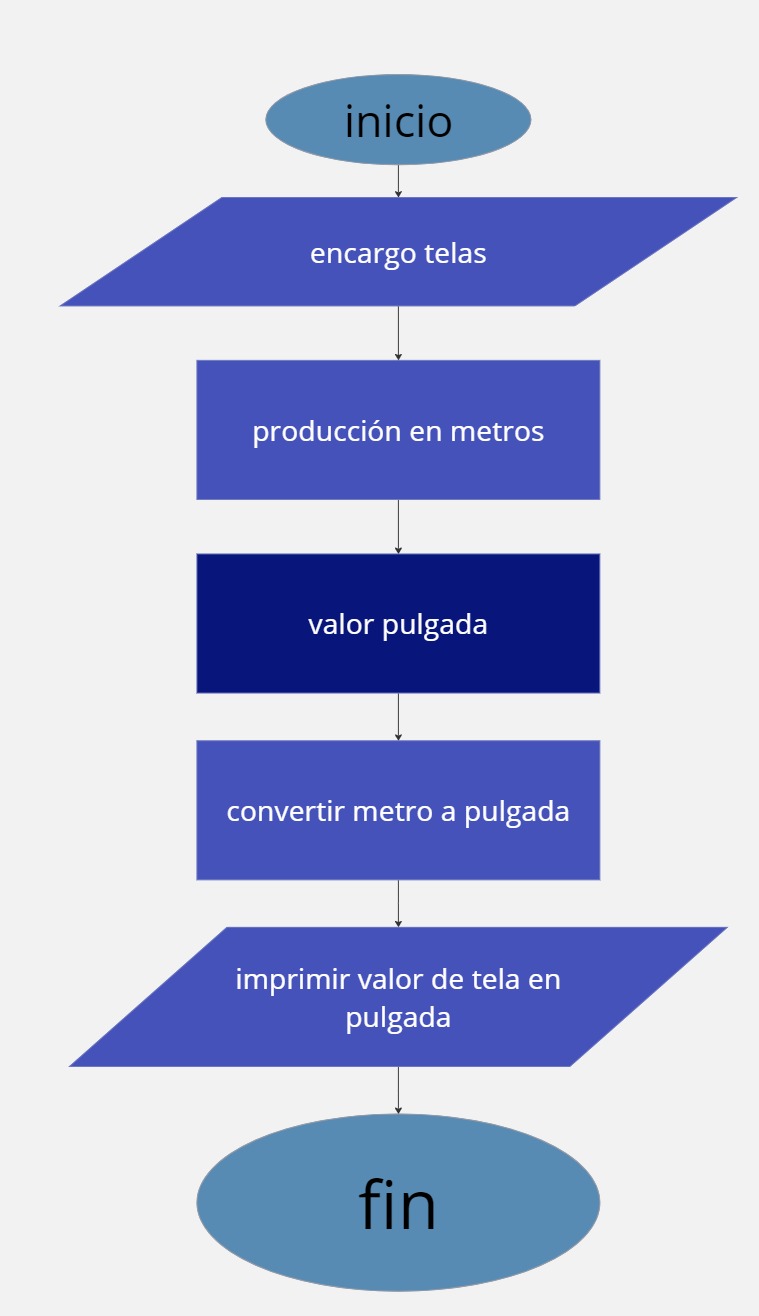 inicio
encargo telas
producción en metros
valor pulgada
convertir metro a pulgada
imprimir valor de tela en
pulgada
fin